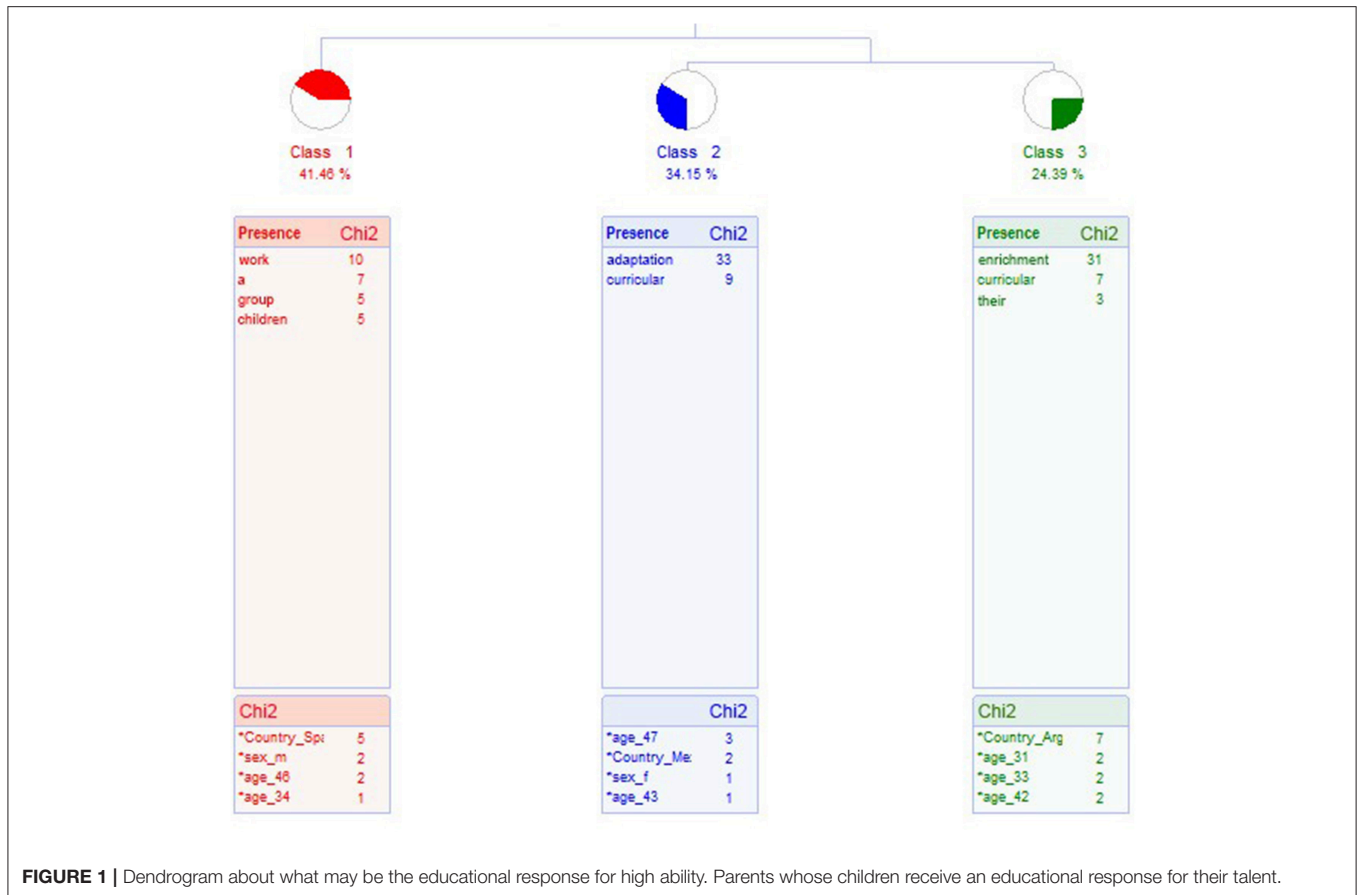 Class 1
41.46 %
Class 2
34.15 %
Class 3
24.39 %
Presence Chi2
work 10
a 7
group 5
children 5
Presence Chi2
adaptation 33
curricular 9
Presence Chi2
enrichment 31
curricular 7
their 3
Chi2
*Country_Spa 5
*sex_m 2
*age_46 2
*age_34 1
Chi2
*age_47 3
*Country_Me 2
*sex_f 1
*age_43 1
Chi2
*Country_Arg 7
*age_31 2
*age_33 2
*age_42 2
FIGURE 1 | Dendrogram about what may be the educational response for high ability. Parents whose children receive an educational response for their talent.